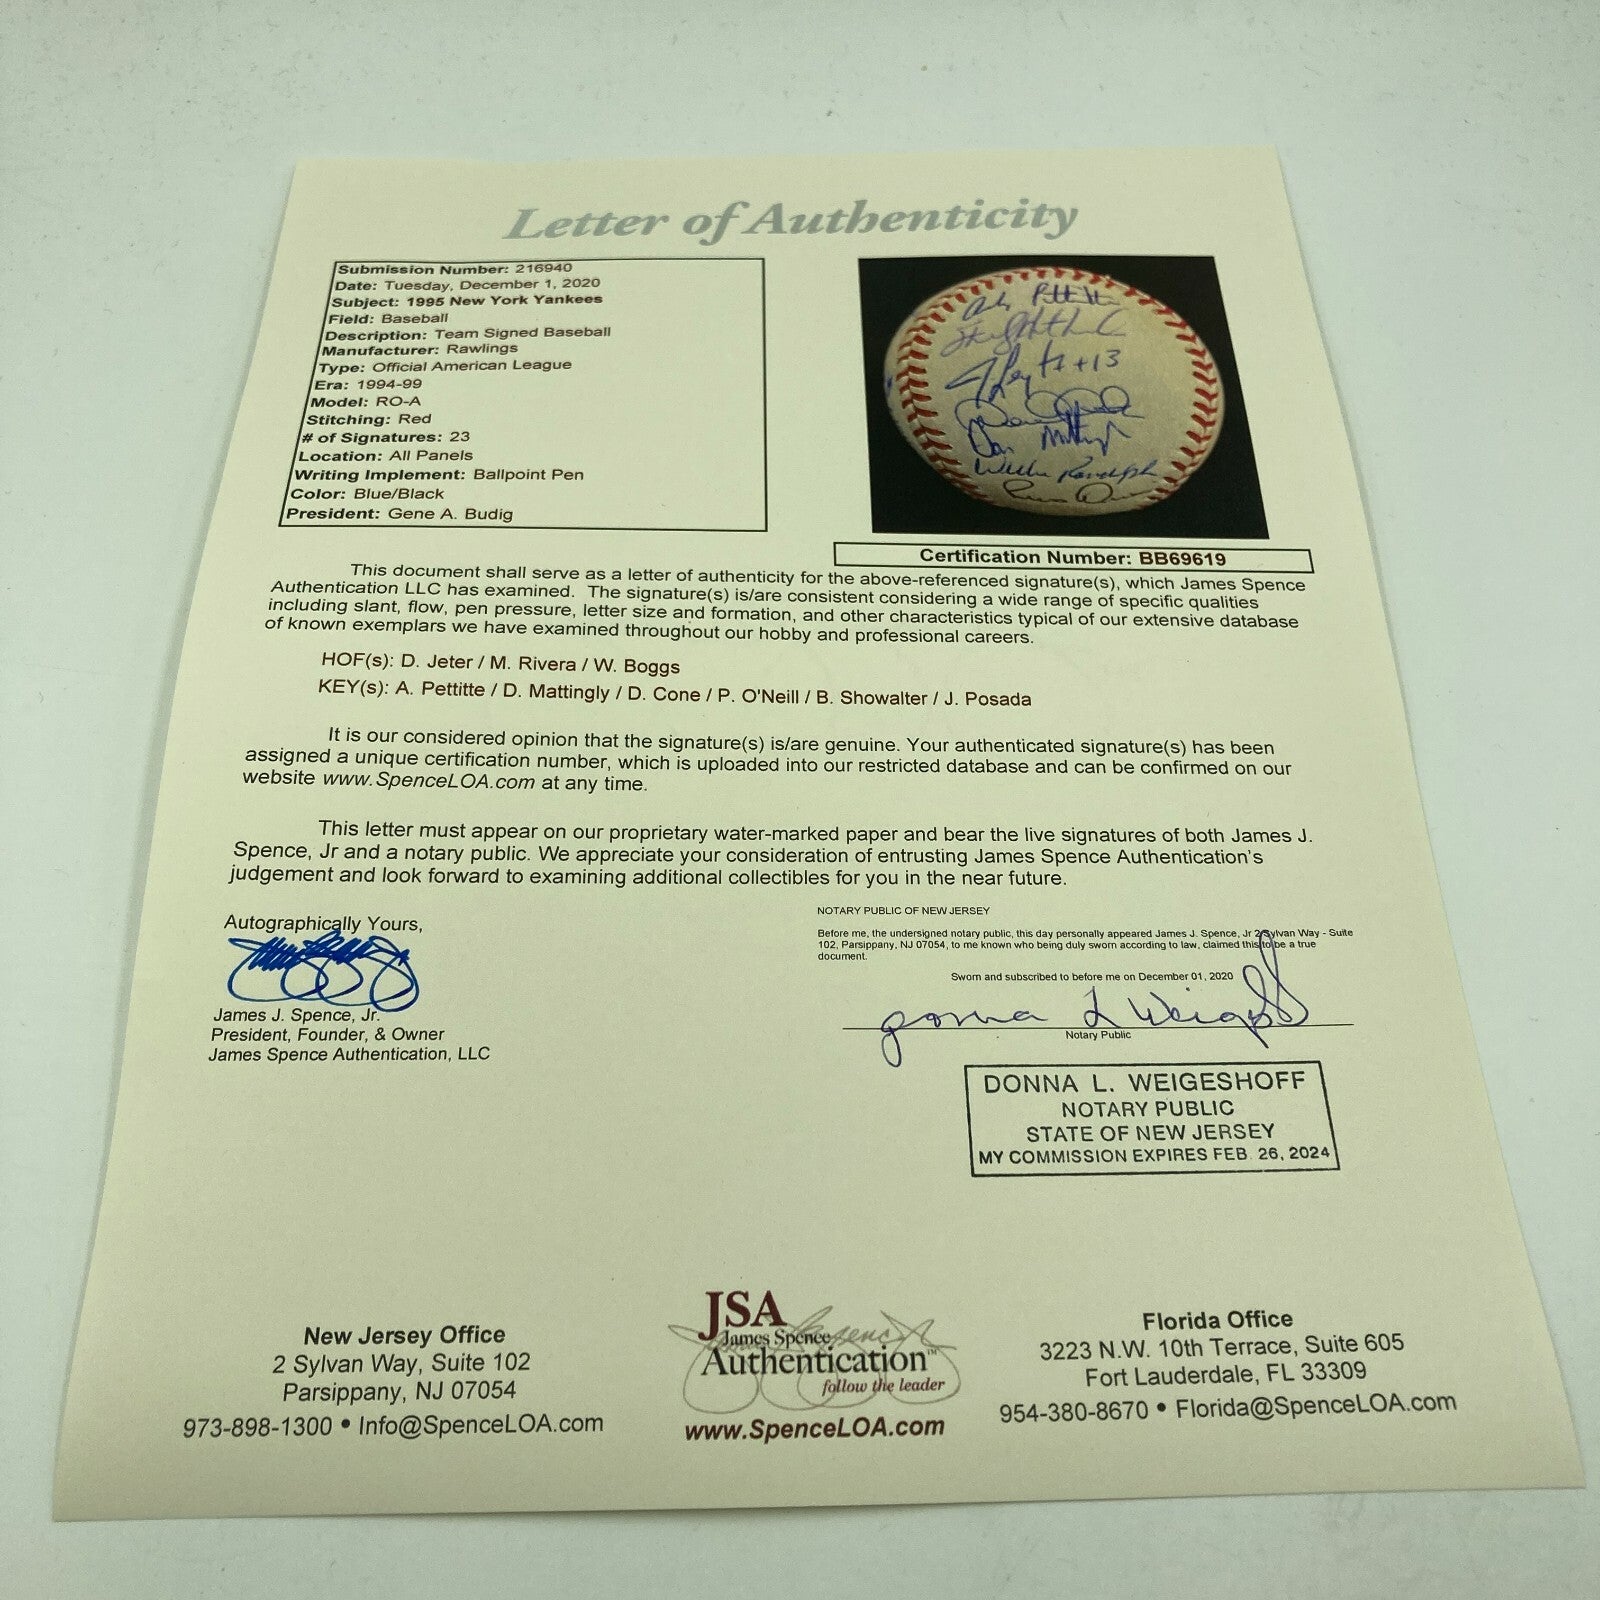 Letter of Authenticity
Submission Number: 216940
Date: Tuesday, December 1, 2020
Subject: 1995 New York Yankees
Field: Baseball
Description: Team Signed Baseball
Manufacturer: Rawlings
Type: Official American League
Era: 1994-99
Model: RO-A
Stitching: Red
# of Signatures: 23
Location: All Panels
Writing Implement: Ballpoint Pen
Color: Blue/Black
President: Gene A. Budig
Andy Pettitte
Don Mattingly
Willie Randolph
Certification Number: BB69619
This document shall serve as a letter of authenticity for the above-referenced signature(s), which James Spence
Authentication LLC has examined. The signature(s) is/are consistent considering a wide range of specific qualities
including slant, flow, pen pressure, letter size and formation, and other characteristics typical of our extensive database
of known exemplars we have examined throughout our hobby and professional careers.
HOF(s): D. Jeter / M. Rivera / W. Boggs
KEY(s): A. Pettitte / D. Mattingly / D. Cone / P. O'Neill / B. Showalter / J. Posada
It is our considered opinion that the signature(s) is/are genuine. Your authenticated signature(s) has been
assigned a unique certification number, which is uploaded into our restricted database and can be confirmed on our
website www.SpenceLOA.com at any time.
This letter must appear on our proprietary water-marked paper and bear the live signatures of both James J.
Spence, Jr and a notary public. We appreciate your consideration of entrusting James Spence Authentication's
judgement and look forward to examining additional collectibles for you in the near future.
Autographically Yours,
James J. Spence, Jr.
President, Founder, & Owner
James Spence Authentication, LLC
NOTARY PUBLIC OF NEW JERSEY
Before me, the undersigned notary public, this day personally appeared James J. Spence, Jr 2 Sylvan Way - Suite
102, Parsippany, NJ 07054, to me known who being duly sworn according to law, claimed this to be a true
document.
Sworn and subscribed to before me on December 01, 2020
Notary Public
DONNA L. WEIGESHOFF
NOTARY PUBLIC
STATE OF NEW JERSEY
MY COMMISSION EXPIRES FEB. 26, 2024
New Jersey Office
2 Sylvan Way, Suite 102
Parsippany, NJ 07054
973-898-1300 • Info@SpenceLOA.com
JSA
James Spence
Authentication™
follow the leader
www.SpenceLOA.com
Florida Office
3223 N.W. 10th Terrace, Suite 605
Fort Lauderdale, FL 33309
954-380-8670 • Florida@SpenceLOA.com